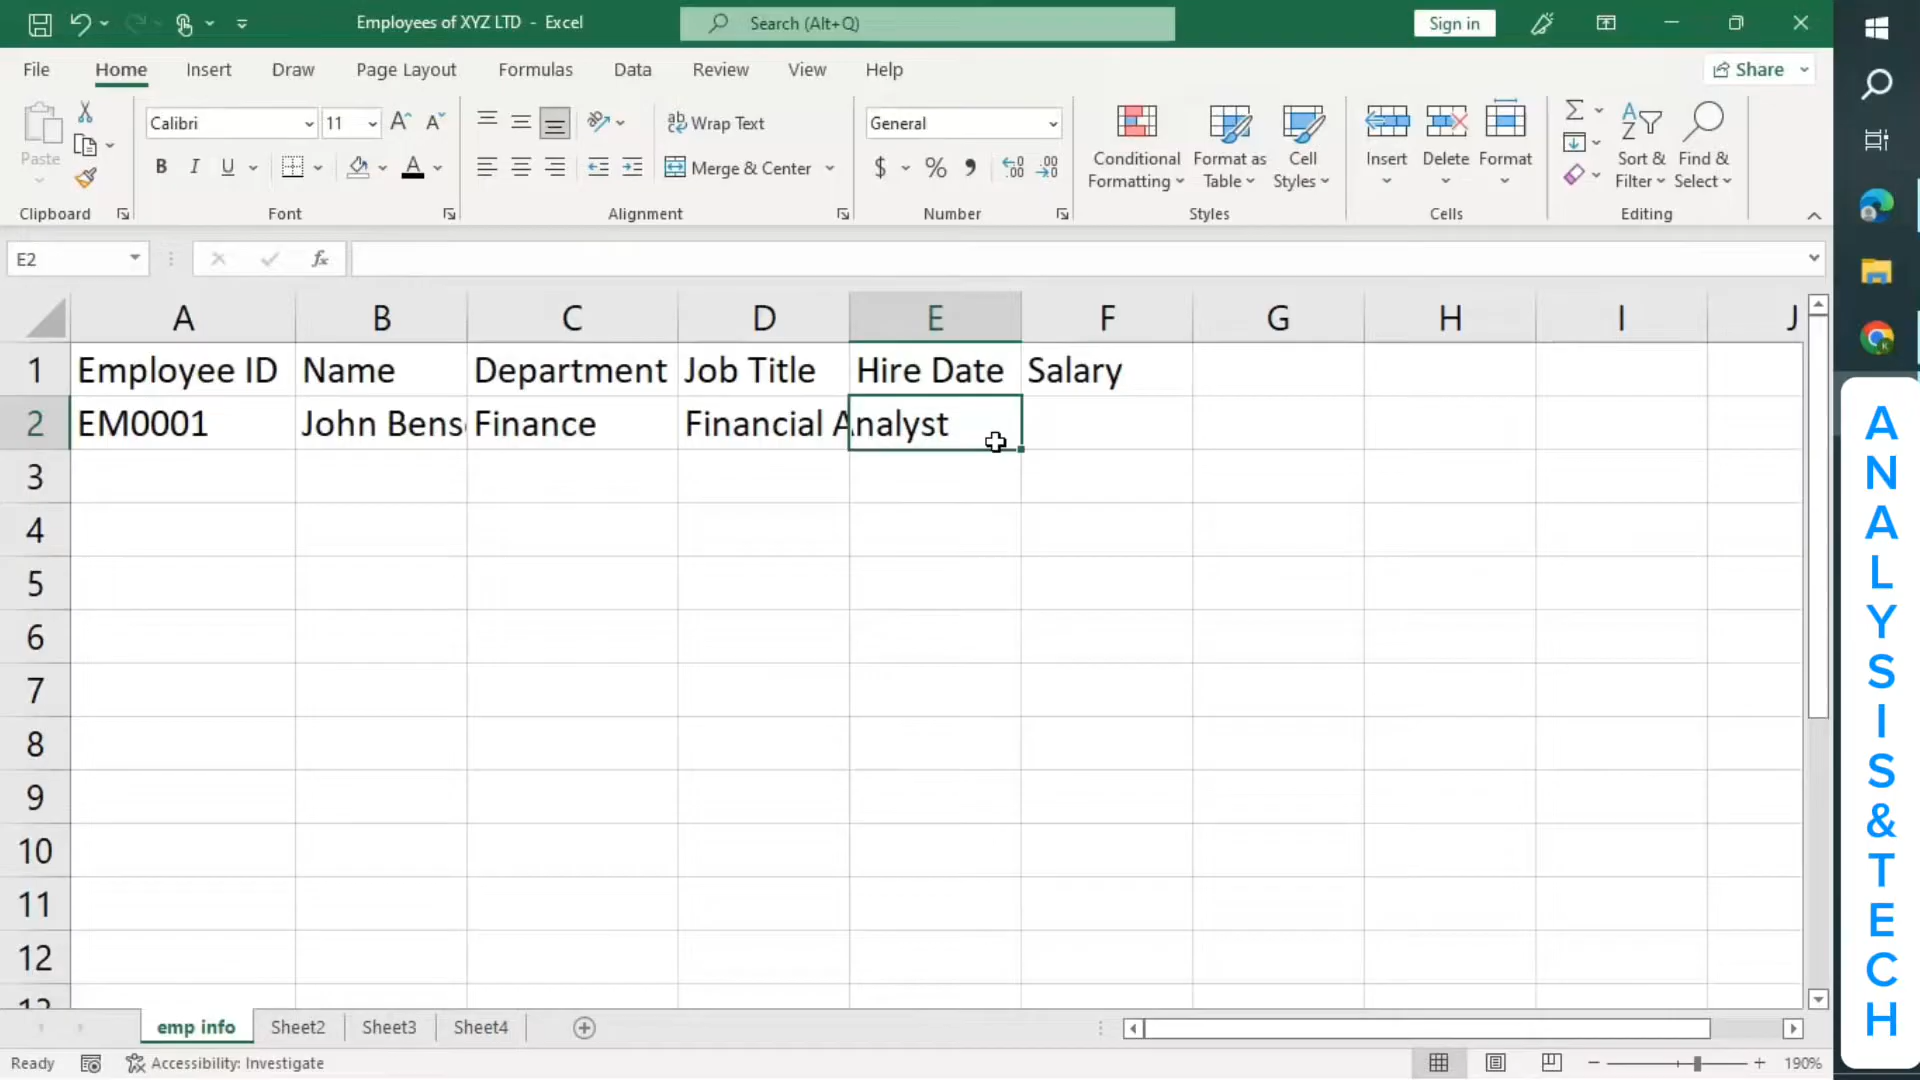 Employees of XYZ LTD - Excel
Search (Alt+Q)
Sign in
File Home Insert Draw Page Layout Formulas Data Review View Help
Share
Paste
Calibri
11
B I U
A
ab Wrap Text
Merge & Center
General
$ % ,
Conditional Formatting
Format as Table
Cell Styles
Insert
Delete
Format
Sort & Filter
Find & Select
Clipboard Font Alignment Number Styles Cells Editing
E2
fx
A B C D E F G H I J
1 Employee ID Name Department Job Title Hire Date Salary
2 EM0001 John Bens Finance Financial Analyst
3
4
5
6
7
8
9
10
11
12
emp info Sheet2 Sheet3 Sheet4
Ready
Accessibility: Investigate
190%
ANALYSIS&TECH